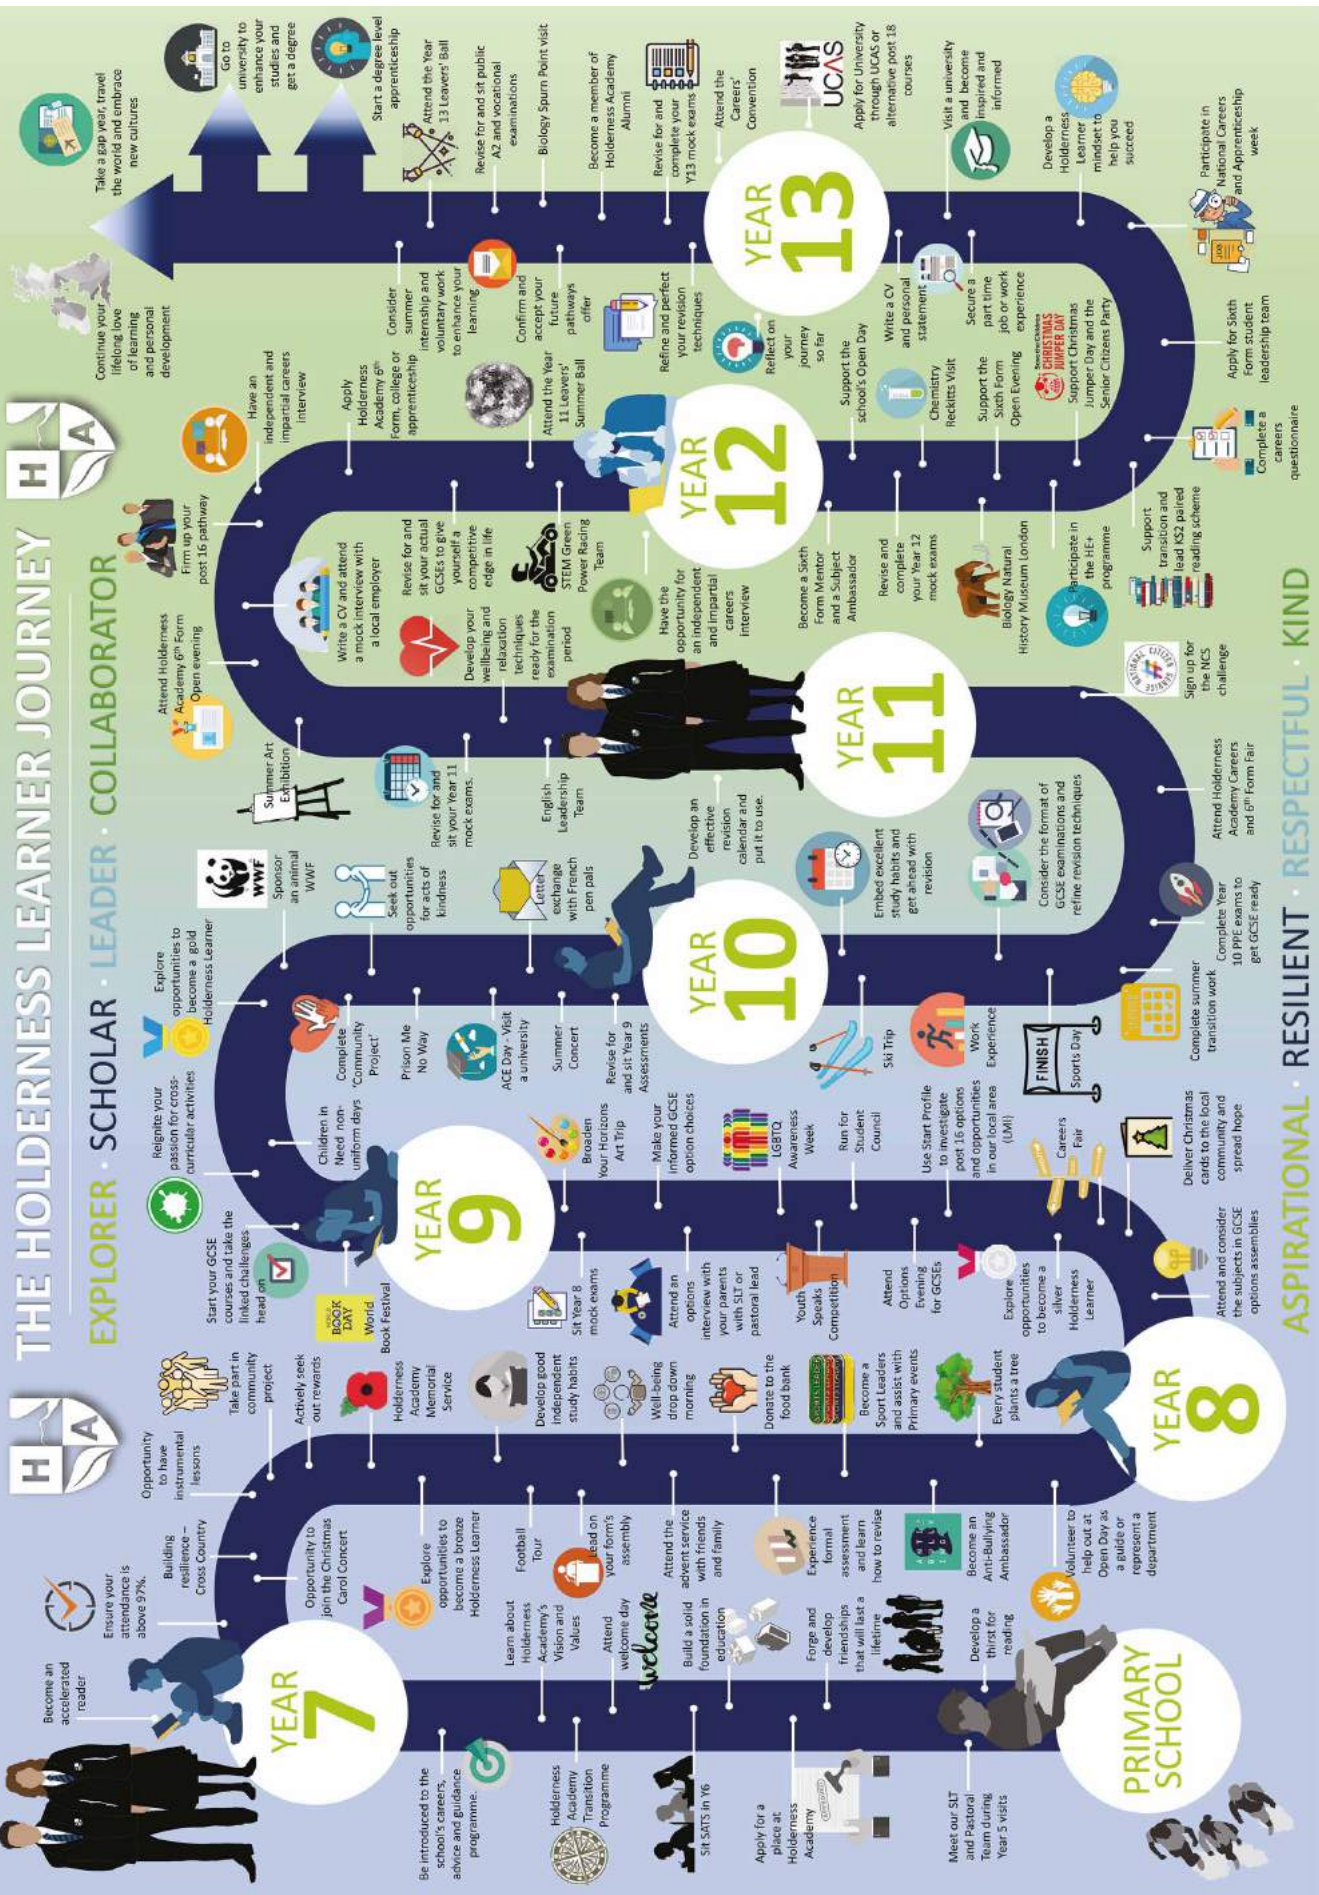 THE HOLDERNESS LEARNER JOURNEY
H
A
H
A
EXPLORER · SCHOLAR · LEADER · COLLABORATOR
PRIMARY
SCHOOL
Meet our SLT
and Pastoral
Team during
Year 5 visits
Develop a
thirst for
reading
Apply for a
place at
Holderness
Academy
Forge and
develop
friendships
that will last a
lifetime
Sit SATS in Y6
Build a solid
foundation in
education
Holderness
Academy
Transition
Programme
Attend
welcome day
welcome
Learn about
Holderness
Academy's
Vision and
Values
Be introduced to the
school's careers,
advice and guidance
programme.
YEAR
7
Become an
accelerated
reader
Ensure your
attendance is
above 97%.
Building
resilience –
Cross Country
Opportunity to
join the Christmas
Carol Concert
Opportunity
to have
instrumental
lessons
Take part in
community
project
Actively seek
out rewards
Holderness
Academy
Memorial
Service
Explore
opportunities to
become a bronze
Holderness Learner
Develop good
independent
study habits
Football
Tour
Lead on
your form's
assembly
Well-being
drop down
morning
Attend the
advent service
with friends
and family
Donate to the
food bank
Experience
formal
assessment
and learn
how to revise
Become a
Sport Leaders
and assist with
Primary events
Become an
Anti-Bullying
Ambassador
Every student
plants a tree
Volunteer to
help out at
Open Day as
a guide or
represent a
department
YEAR
8
Attend and consider
the subjects in GCSE
options assemblies
Deliver Christmas
cards to the local
community and
spread hope
Careers
Fair
Explore
opportunities
to become a
silver
Holderness
Learner
Use Start Profile
to investigate
post 16 options
and opportunities
in our local area
(LMI)
Attend
Options
Evening
for GCSEs
Run for
Student
Council
Youth
Speaks
Competition
LGBTQ
Awareness
Week
Attend an
options
interview with
your parents
with SLT or
pastoral lead
Make your
informed GCSE
option choices
Sit Year 8
mock exams
Broaden
Your Horizons
Art Trip
YEAR
9
BOOK
DAY
World
Book Festival
Start your GCSE
courses and take the
linked challenges
head on
Children in
Need non-
uniform days
Reignite your
passion for cross-
curricular activities
Explore
opportunities to
become a gold
Holderness Learner
Complete
'Community
Project'
Sponsor
an animal
WWF
WWF
Seek out
opportunities
for acts of
kindness
Prison Me
No Way
ACE Day - Visit
a university
Letter
exchange
with French
pen pals
Summer
Concert
Revise for
and sit Year 9
Assessments
YEAR
10
Ski Trip
Embed excellent
study habits and
get ahead with
revision
Work
Experience
Consider the format of
GCSE examinations and
refine revision techniques
FINISH
Sports Day
Complete summer
transition work
Complete Year
10 PPE exams to
get GCSE ready
Attend Holderness
Academy Careers
and 6th Form Fair
Sign up for
the NCS
challenge
YEAR
11
Develop an
effective
revision
calendar and
put it to use.
English
Leadership
Team
Develop your
wellbeing and
relaxation
techniques
ready for the
examination
period
Revise for and
sit your Year 11
mock exams.
Summer Art
Exhibition
Attend Holderness
Academy 6th Form
Open evening
Write a CV and attend
a mock interview with
a local employer
Firm up your
post 16 pathway
Have an
independent and
impartial careers
interview
Apply
Holderness
Academy 6th
Form, college or
apprenticeship
Revise for and
sit your actual
GCSEs to give
yourself a
competitive
edge in life
Attend the Year
11 Leavers'
Summer Ball
STEM Green
Power Racing
Team
Have the
opportunity for
an independent
and impartial
careers
interview
YEAR
12
Become a Sixth
Form Mentor
and a Subject
Ambassador
Support the
school's Open Day
Revise and
complete
your Year 12
mock exams
Chemistry
Reckitts Visit
Biology Natural
History Museum London
Support the
Sixth Form
Open Evening
Participate in
the HE+
programme
CHRISTMAS
JUMPER DAY
Support Christmas
Jumper Day and the
Senior Citizens Party
Support
transition and
lead KS2 paired
reading scheme
Complete a
careers
questionnaire
Apply for Sixth
Form student
leadership team
JOB
Participate in
National Careers
and Apprenticeship
week
Develop a
Holderness
Learner
mindset to
help you
succeed
Secure a
part time
job or work
experience
Visit a university
and become
inspired and
informed
Write a CV
and personal
statement
UCAS
Apply for University
through UCAS or
alternative post 18
courses
Reflect on
your
journey
so far
YEAR
13
Attend the
Careers'
Convention
Refine and perfect
your revision
techniques
Revise for and
complete your
Y13 mock exams
Become a member of
Holderness Academy
Alumni
Confirm and
accept your
future
pathways
offer
Biology Spurn Point visit
Revise for and sit public
A2 and vocational
examinations
Consider
summer
internship and
voluntary work
to enhance your
learning
Attend the Year
13 Leavers' Ball
Start a degree level
apprenticeship
Go to
university to
enhance your
studies and
get a degree
Take a gap year, travel
the world and embrace
new cultures
Continue your
lifelong love
of learning
and personal
development
ASPIRATIONAL · RESILIENT · RESPECTFUL · KIND